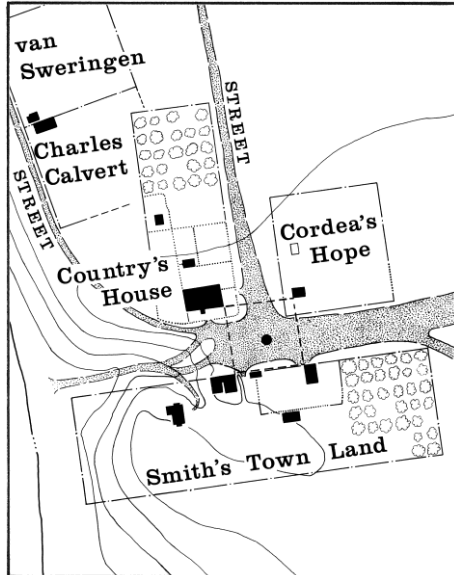 van
Sweringen
STREET
Charles
Calvert
STREET
Cordea's
Hope
Country's
House
Smith's Town Land